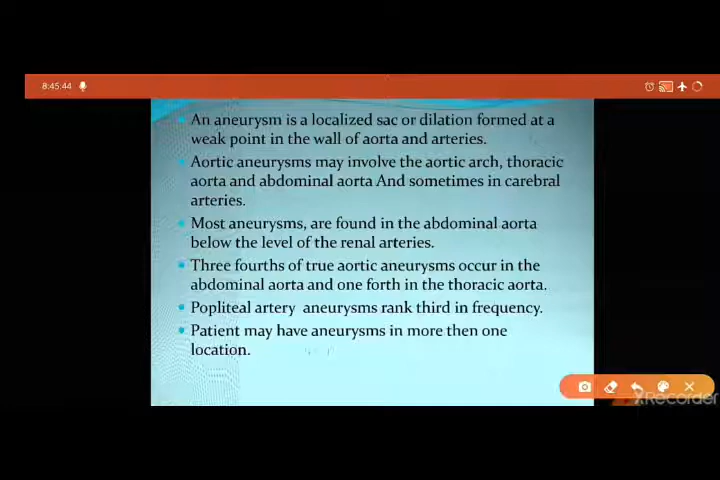 8:45:44
An aneurysm is a localized sac or dilation formed at a
weak point in the wall of aorta and arteries.
Aortic aneurysms may involve the aortic arch, thoracic
aorta and abdominal aorta And sometimes in carebral
arteries.
Most aneurysms, are found in the abdominal aorta
below the level of the renal arteries.
Three fourths of true aortic aneurysms occur in the
abdominal aorta and one forth in the thoracic aorta.
Popliteal artery aneurysms rank third in frequency.
Patient may have aneurysms in more then one
location.
XRecorder